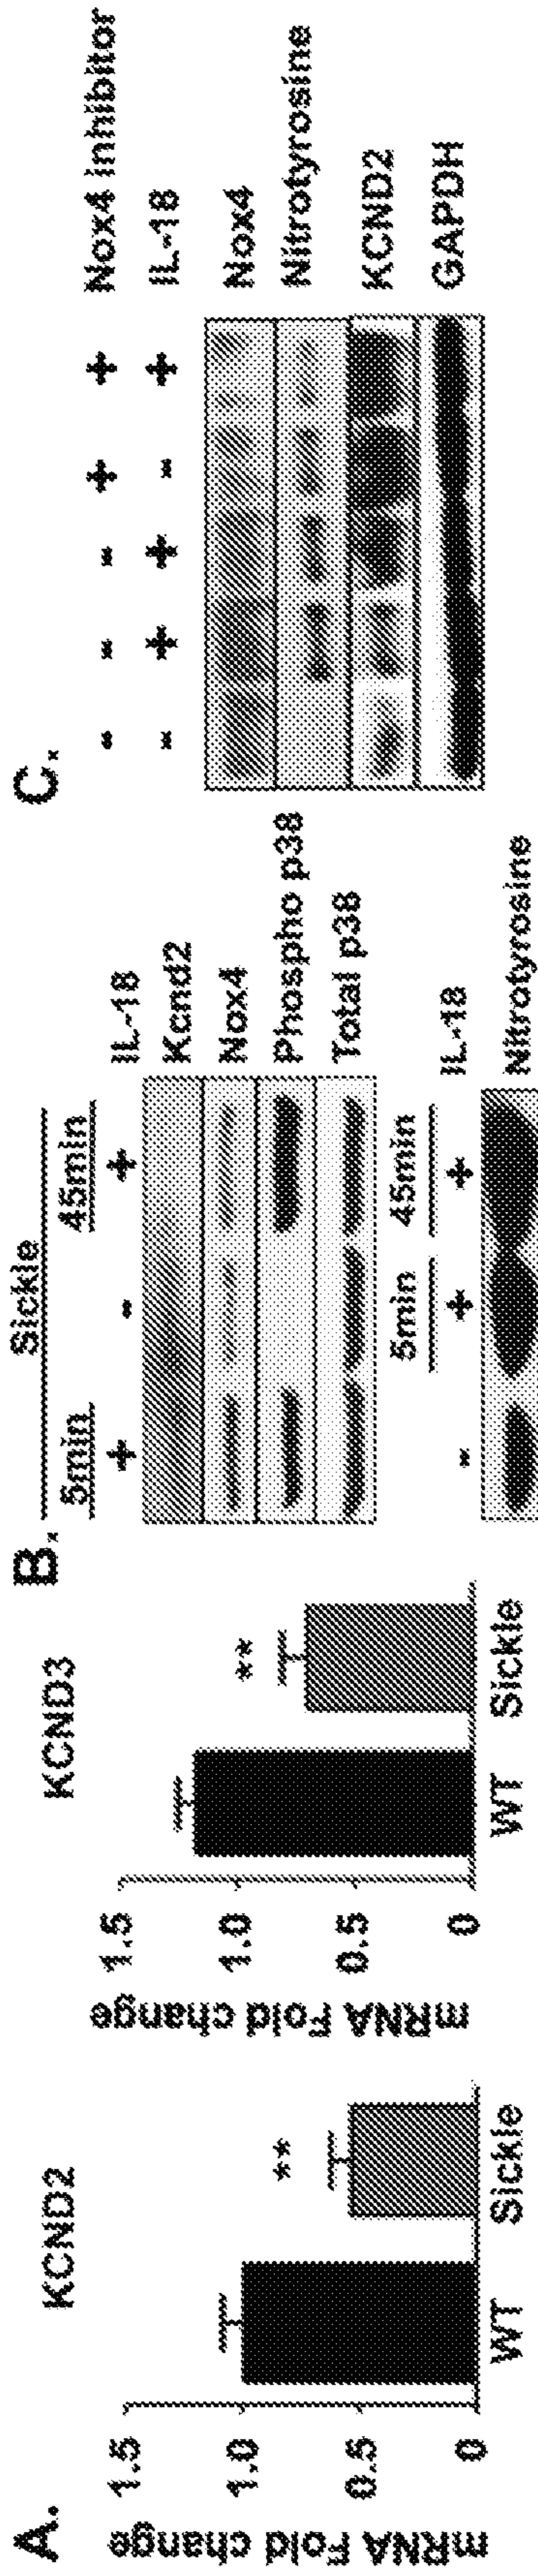 A.
KCND2
mRNA Fold change
1.5
1.0
0.5
0
**
WT Sickle
KCND3
mRNA Fold change
1.5
1.0
0.5
0
**
WT Sickle
B.
Sickle
5min 45min
+ - + IL-18
Kcnd2
Nox4
Phospho p38
Total p38
5min 45min
- + + IL-18
Nitrotyrosine
C.
- - - + + Nox4 inhibitor
- + + - + IL-18
Nox4
Nitrotyrosine
KCND2
GAPDH